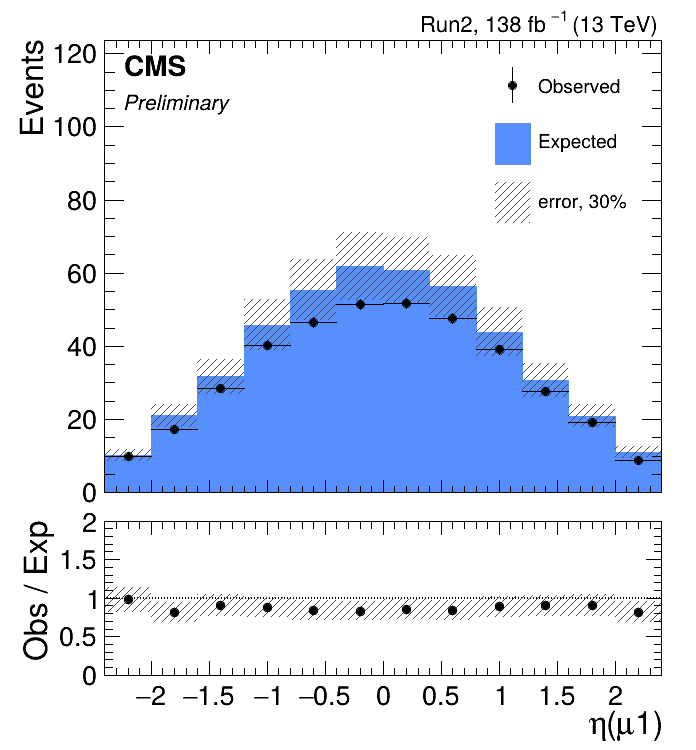 Run2, 138 fb⁻¹ (13 TeV)
CMS
Preliminary
Observed
Expected
error, 30%
Events
120
100
80
60
40
20
0
Obs / Exp
2
1.5
1
0.5
0
−2 −1.5 −1 −0.5 0 0.5 1 1.5 2
η(μ1)